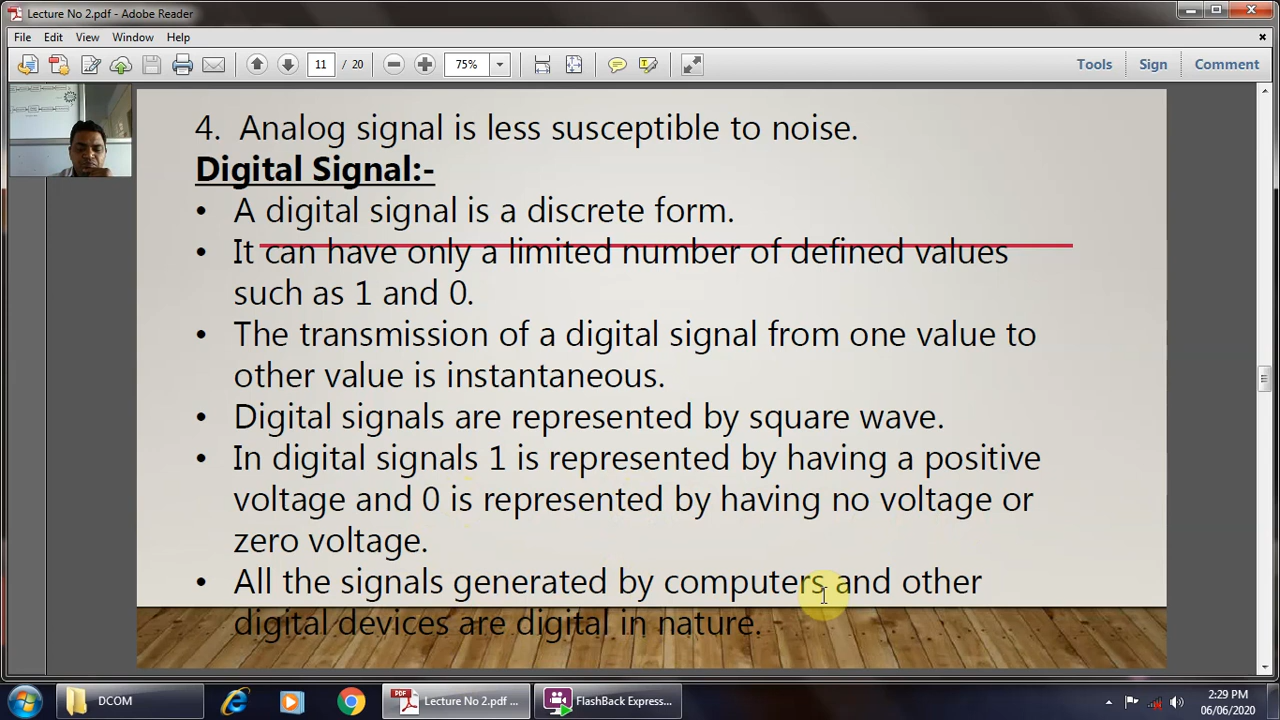 Lecture No 2.pdf - Adobe Reader
File Edit View Window Help
11 / 20 75% Tools Sign Comment
4. Analog signal is less susceptible to noise.
Digital Signal:-
• A digital signal is a discrete form.
• It can have only a limited number of defined values
such as 1 and 0.
• The transmission of a digital signal from one value to
other value is instantaneous.
• Digital signals are represented by square wave.
• In digital signals 1 is represented by having a positive
voltage and 0 is represented by having no voltage or
zero voltage.
• All the signals generated by computers and other
digital devices are digital in nature.
DCOM Lecture No 2.pdf ... FlashBack Express... 2:29 PM
06/06/2020